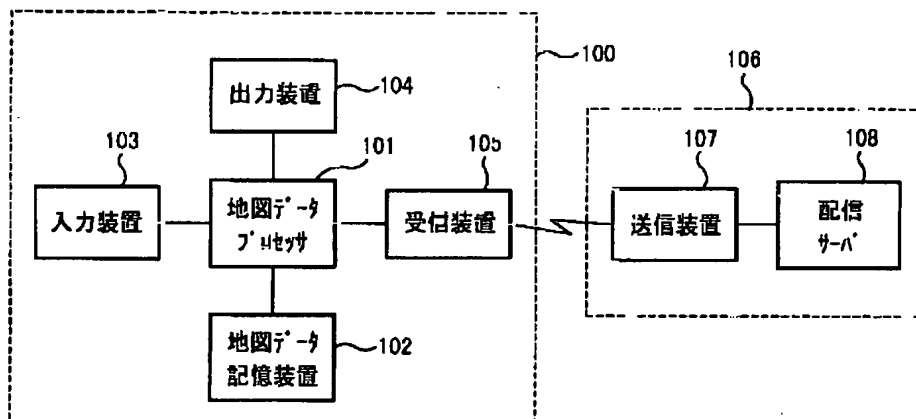 100
106
出力装置
104
103
101
105
107
108
入力装置
地図データ
プロセッサ
受信装置
送信装置
配信
サーバ
地図データ
記憶装置
102